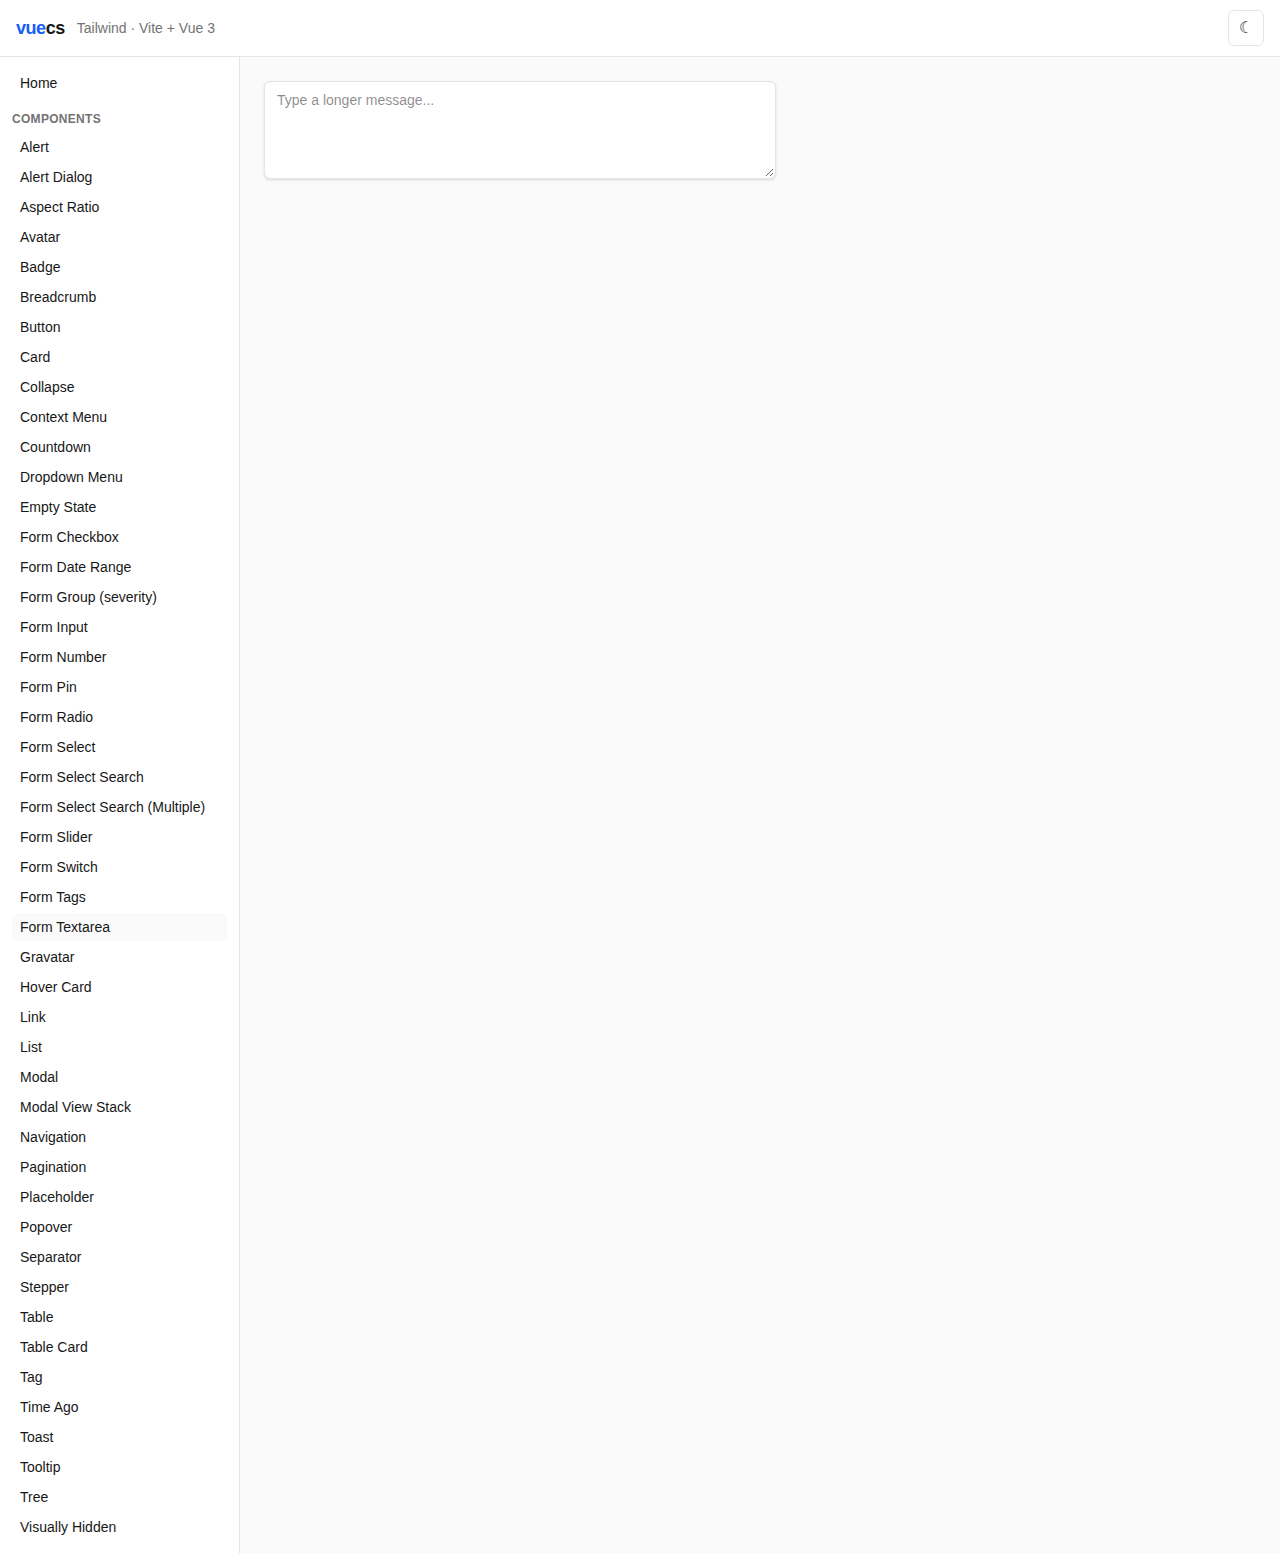 vuecs Tailwind · Vite + Vue 3
Home
COMPONENTS
Alert
Alert Dialog
Aspect Ratio
Avatar
Badge
Breadcrumb
Button
Card
Collapse
Context Menu
Countdown
Dropdown Menu
Empty State
Form Checkbox
Form Date Range
Form Group (severity)
Form Input
Form Number
Form Pin
Form Radio
Form Select
Form Select Search
Form Select Search (Multiple)
Form Slider
Form Switch
Form Tags
Form Textarea
Gravatar
Hover Card
Link
List
Modal
Modal View Stack
Navigation
Pagination
Placeholder
Popover
Separator
Stepper
Table
Table Card
Tag
Time Ago
Toast
Tooltip
Tree
Visually Hidden
Type a longer message...